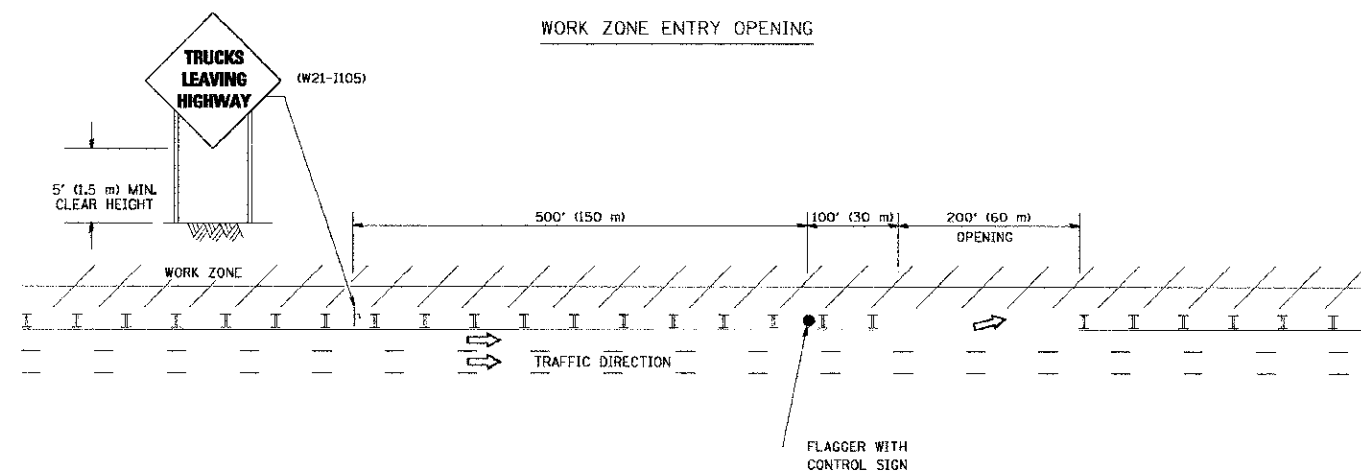 WORK ZONE ENTRY OPENING
TRUCKS
LEAVING
HIGHWAY
(W21-I105)
5' (1.5 m) MIN.
CLEAR HEIGHT
500' (150 m)
100' (30 m)
200' (60 m)
OPENING
WORK ZONE
TRAFFIC DIRECTION
FLAGGER WITH
CONTROL SIGN